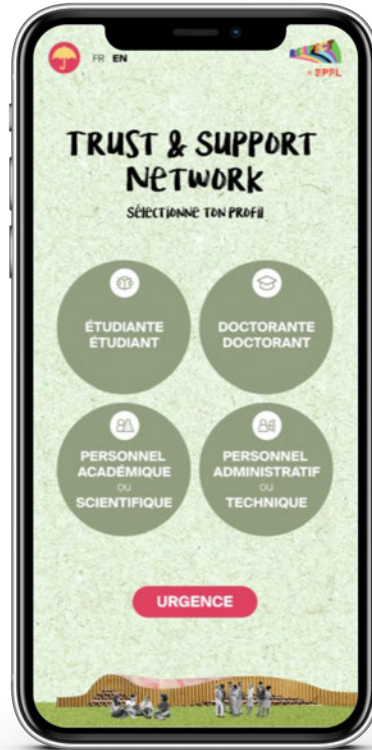 FR EN
RESPECT
EPFL
TRUST & SUPPORT
NETWORK
SÉLECTIONNE TON PROFIL
ÉTUDIANTE
ÉTUDIANT
DOCTORANTE
DOCTORANT
PERSONNEL
ACADÉMIQUE
OU
SCIENTIFIQUE
PERSONNEL
ADMINISTRATIF
OU
TECHNIQUE
URGENCE